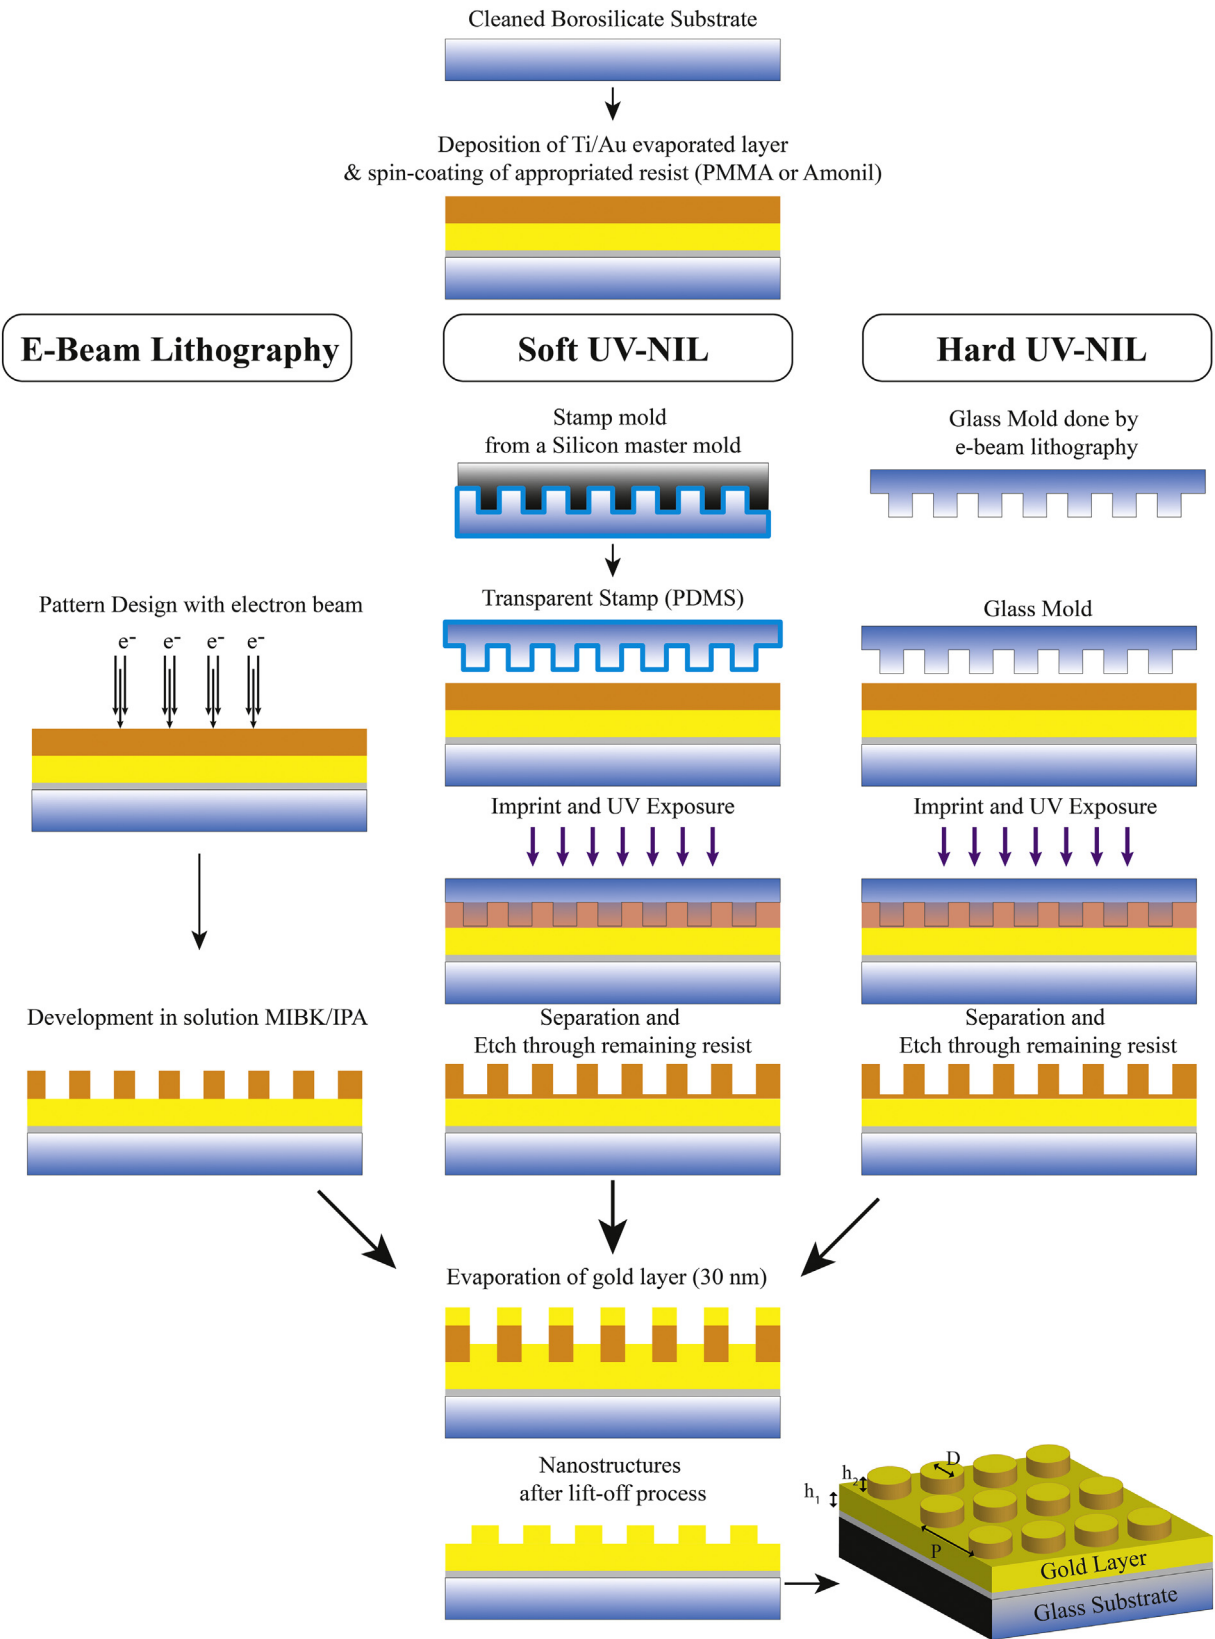 Cleaned Borosilicate Substrate
Deposition of Ti/Au evaporated layer
& spin-coating of appropriated resist (PMMA or Amonil)
E-Beam Lithography
Soft UV-NIL
Hard UV-NIL
Stamp mold
from a Silicon master mold
Glass Mold done by
e-beam lithography
Pattern Design with electron beam
e⁻ e⁻ e⁻ e⁻
Transparent Stamp (PDMS)
Glass Mold
Imprint and UV Exposure
Imprint and UV Exposure
Development in solution MIBK/IPA
Separation and
Etch through remaining resist
Separation and
Etch through remaining resist
Evaporation of gold layer (30 nm)
Nanostructures
after lift-off process
D
h₂
h₁
P
Gold Layer
Glass Substrate